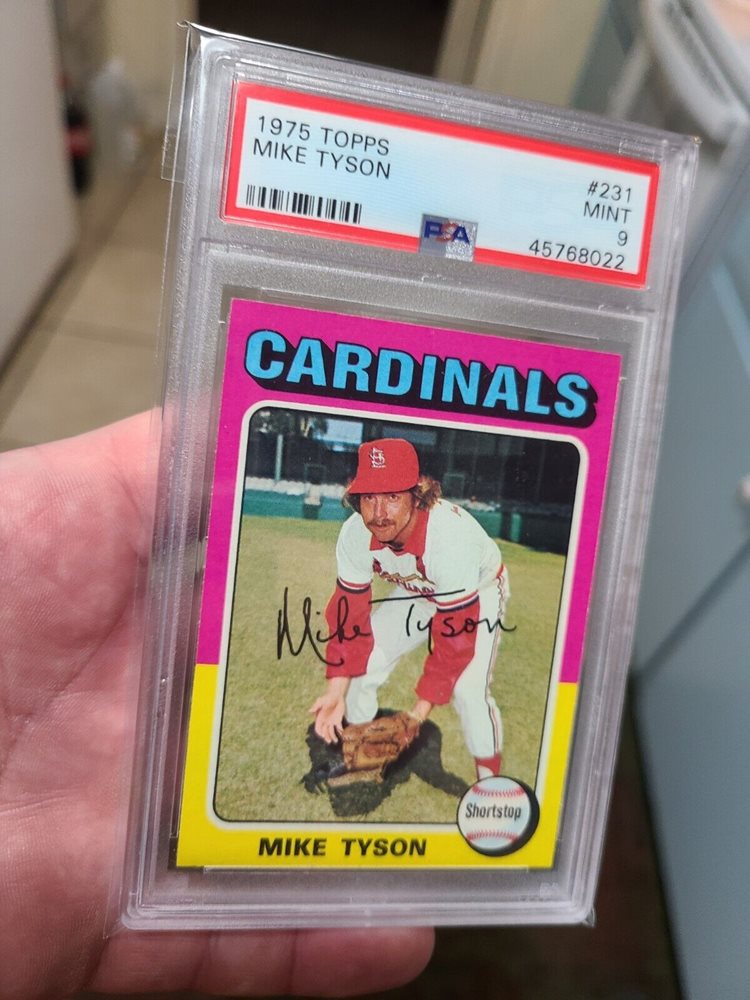 1975 TOPPS
MIKE TYSON
#231
MINT
9
45768022
PSA
CARDINALS
Mike Tyson
Shortstop
MIKE TYSON